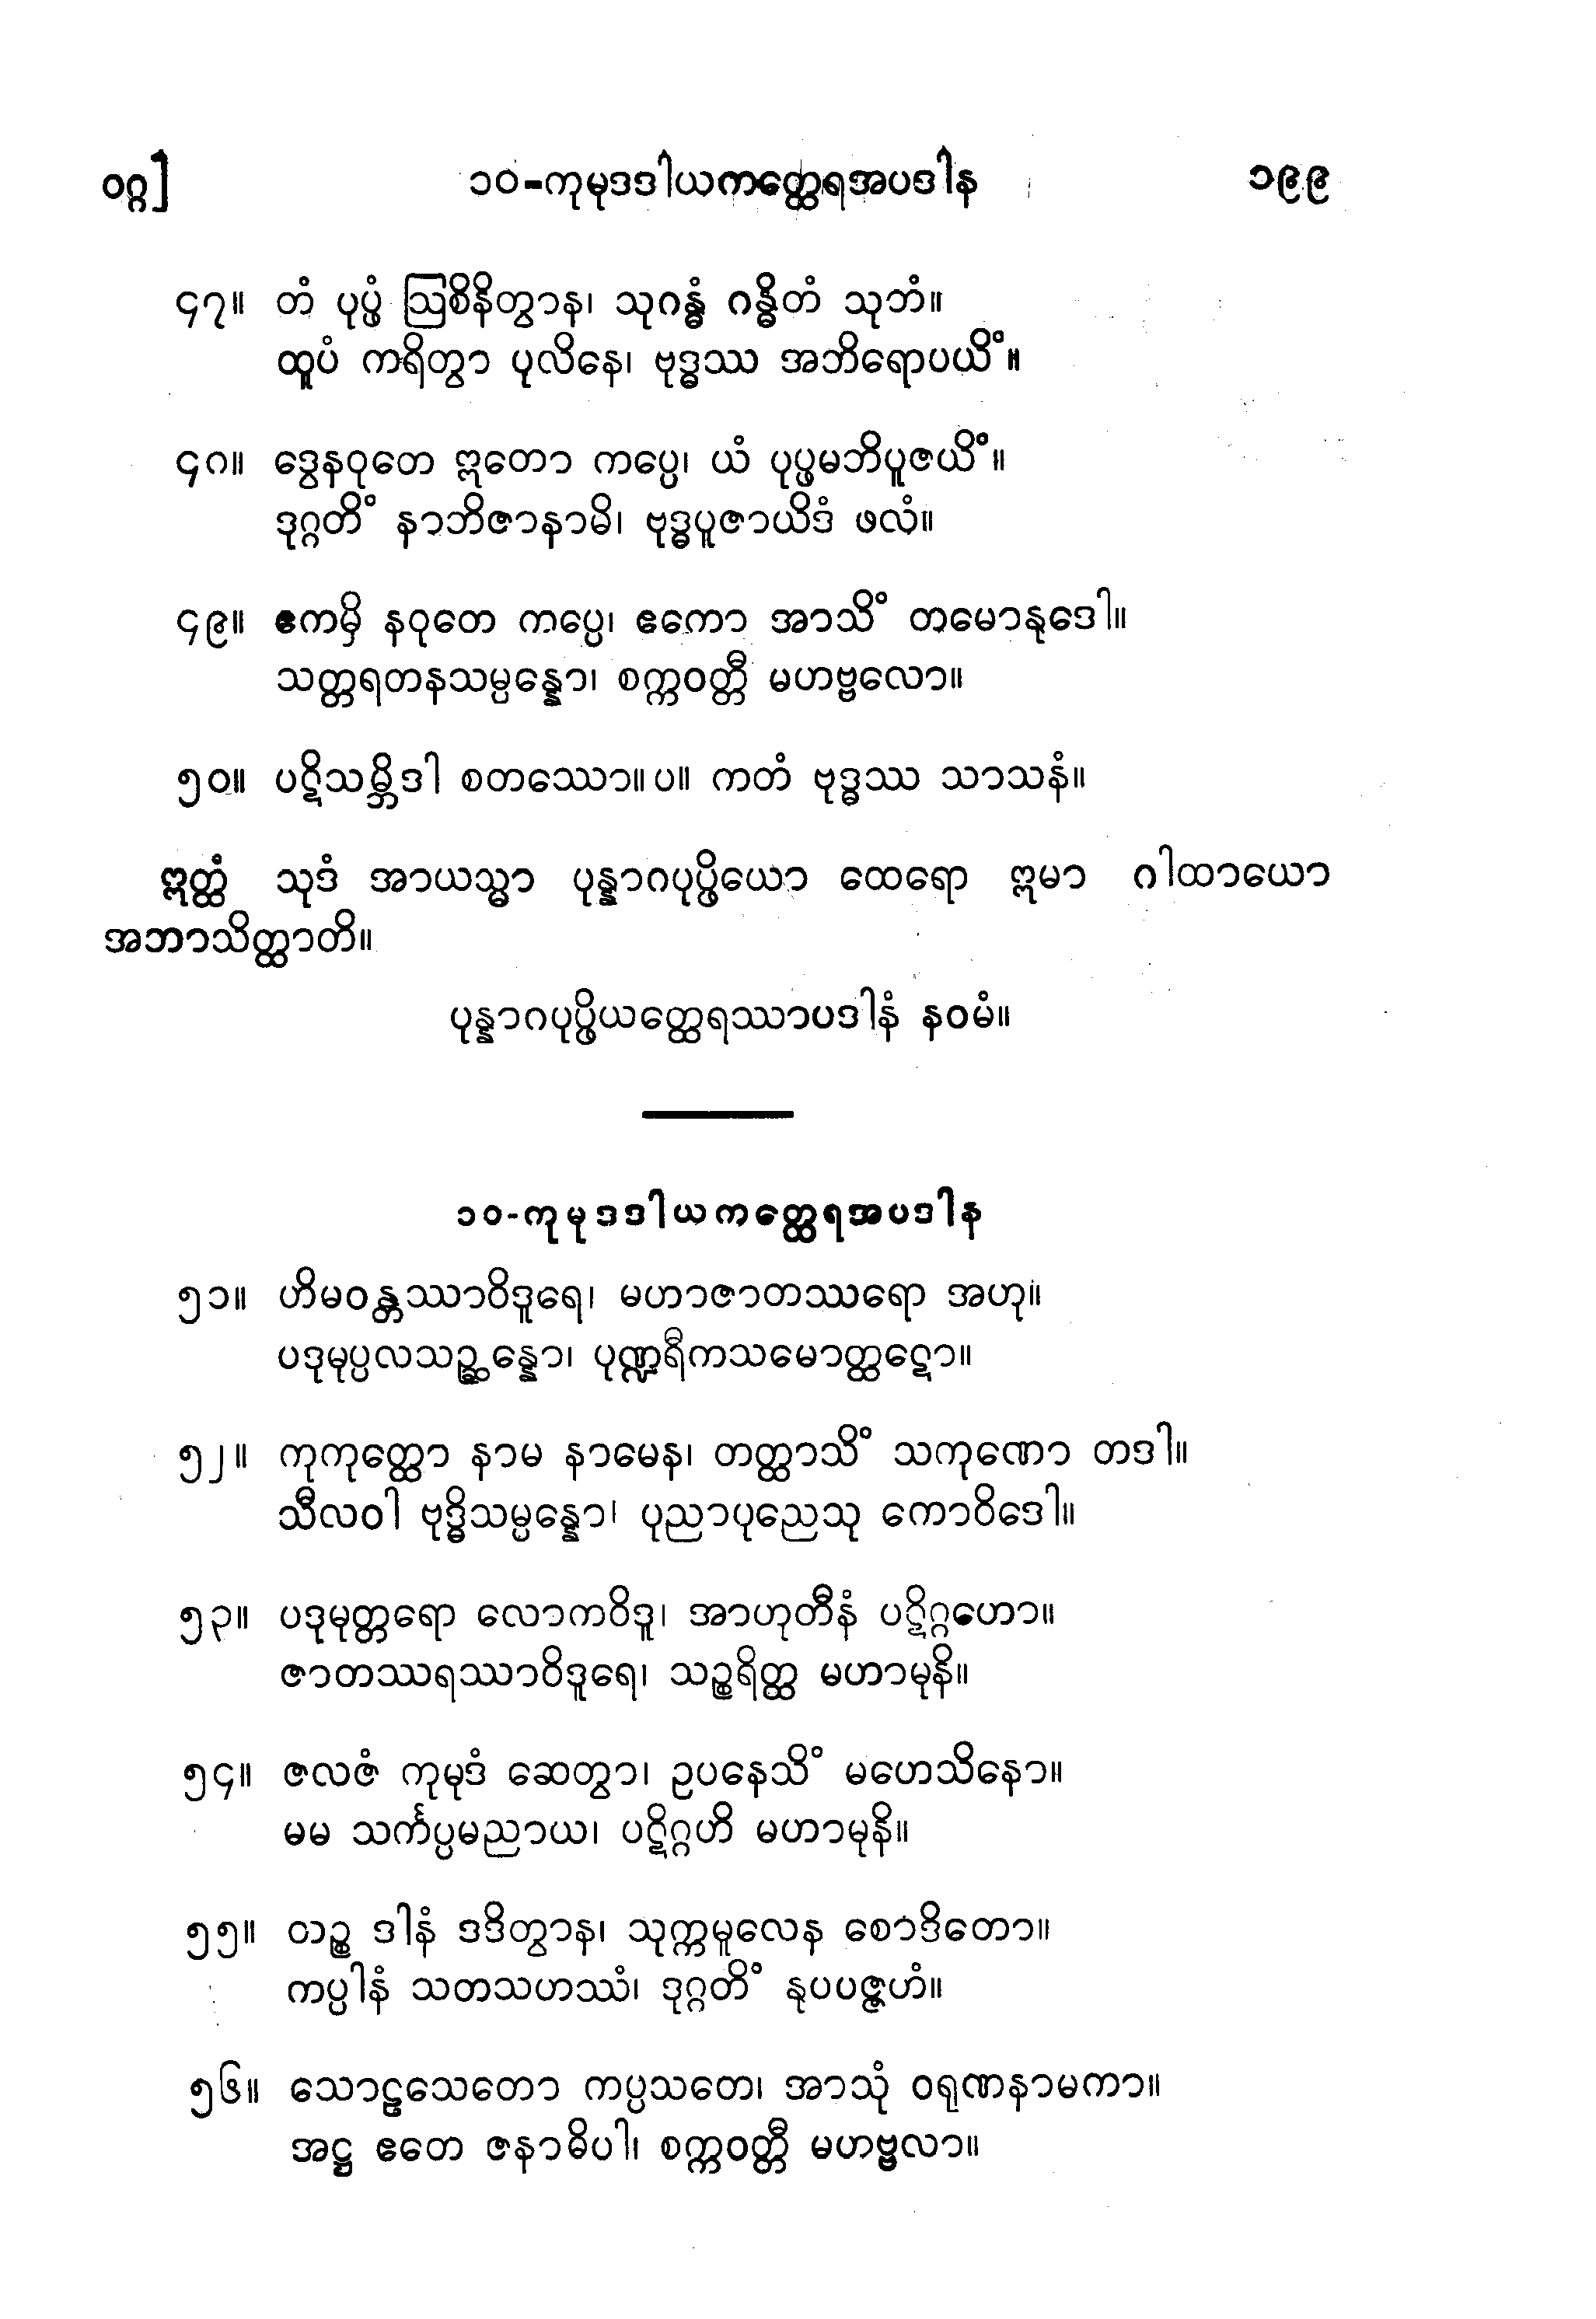 ဝဂ္ဂ] ၁၀-ကုမုဒဒါယကတ္ထေရအပဒါန ၁၉၉
၄၇။ တံ ပုပ္ဖံ ဩစိနိတွာန၊ သုဂန္ဓံ ဂန္ဓိတံ သုဘံ။
ထူပံ ကရိတွာ ပုလိနေ၊ ဗုဒ္ဓဿ အဘိရောပယိံ။
၄၈။ ဒွေနဝုတေ ဣတော ကပ္ပေ၊ ယံ ပုပ္ဖမဘိပူဇယိံ။
ဒုဂ္ဂတိံ နာဘိဇာနာမိ၊ ဗုဒ္ဓပူဇာယိဒံ ဖလံ။
၄၉။ ဧကမှိ နဝုတေ ကပ္ပေ၊ ဧကော အာသိံ တမောနုဒေါ။
သတ္တရတနသမ္ပန္နော၊ စက္ကဝတ္တီ မဟဗ္ဗလော။
၅၀။ ပဋိသမ္ဘိဒါ စတဿော။ပ။ ကတံ ဗုဒ္ဓဿ သာသနံ။
ဣတ္ထံ သုဒံ အာယသ္မာ ပုန္နာဂပုပ္ဖိယော ထေရော ဣမာ ဂါထာယော
အဘာသိတ္ထာတိ။
ပုန္နာဂပုပ္ဖိယတ္ထေရဿာပဒါနံ နဝမံ။
၁၀-ကုမုဒဒါယကတ္ထေရအပဒါန
၅၁။ ဟိမဝန္တဿာဝိဒူရေ၊ မဟာဇာတဿရော အဟု။
ပဒုမုပ္ပလသဉ္ဆန္နော၊ ပုဏ္ဍရီကသမောတ္ထဋော။
၅၂။ ကုကုတ္ထော နာမ နာမေန၊ တတ္ထာသိံ သကုဏော တဒါ။
သီလဝါ ဗုဒ္ဓိသမ္ပန္နော၊ ပုညာပုညေသု ကောဝိဒေါ။
၅၃။ ပဒုမုတ္တရော လောကဝိဒူ၊ အာဟုတီနံ ပဋိဂ္ဂဟော။
ဇာတဿရဿာဝိဒူရေ၊ သဉ္စရိတ္ထ မဟာမုနိ။
၅၄။ ဇလဇံ ကုမုဒံ ဆေတွာ၊ ဥပနေသိံ မဟေသိနော။
မမ သင်္ကပ္ပမညာယ၊ ပဋိဂ္ဂဟိ မဟာမုနိ။
၅၅။ တဉ္စ ဒါနံ ဒဒိတွာန၊ သုက္ကမူလေန စောဒိတော။
ကပ္ပါနံ သတသဟဿံ၊ ဒုဂ္ဂတိံ နုပပဇ္ဇဟံ။
၅၆။ သောဠသေတော ကပ္ပသတေ၊ အာသုံ ဝရုဏနာမကာ။
အဋ္ဌ ဧတေ ဇနာဓိပါ၊ စက္ကဝတ္တီ မဟဗ္ဗလာ။